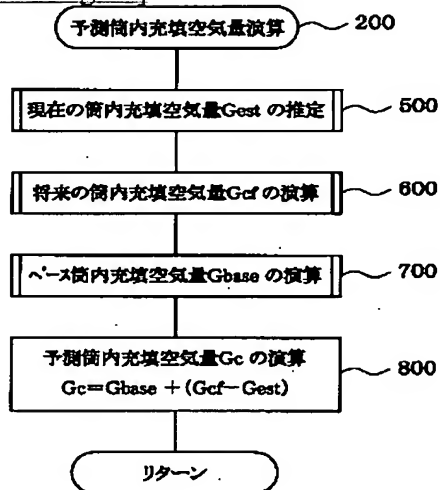 予測筒内充填空気量演算 200
現在の筒内充填空気量Gest の推定 500
将来の筒内充填空気量Gcf の演算 600
ベース筒内充填空気量Gbase の演算 700
予測筒内充填空気量Gc の演算
Gc=Gbase +(Gcf-Gest) 800
リターン